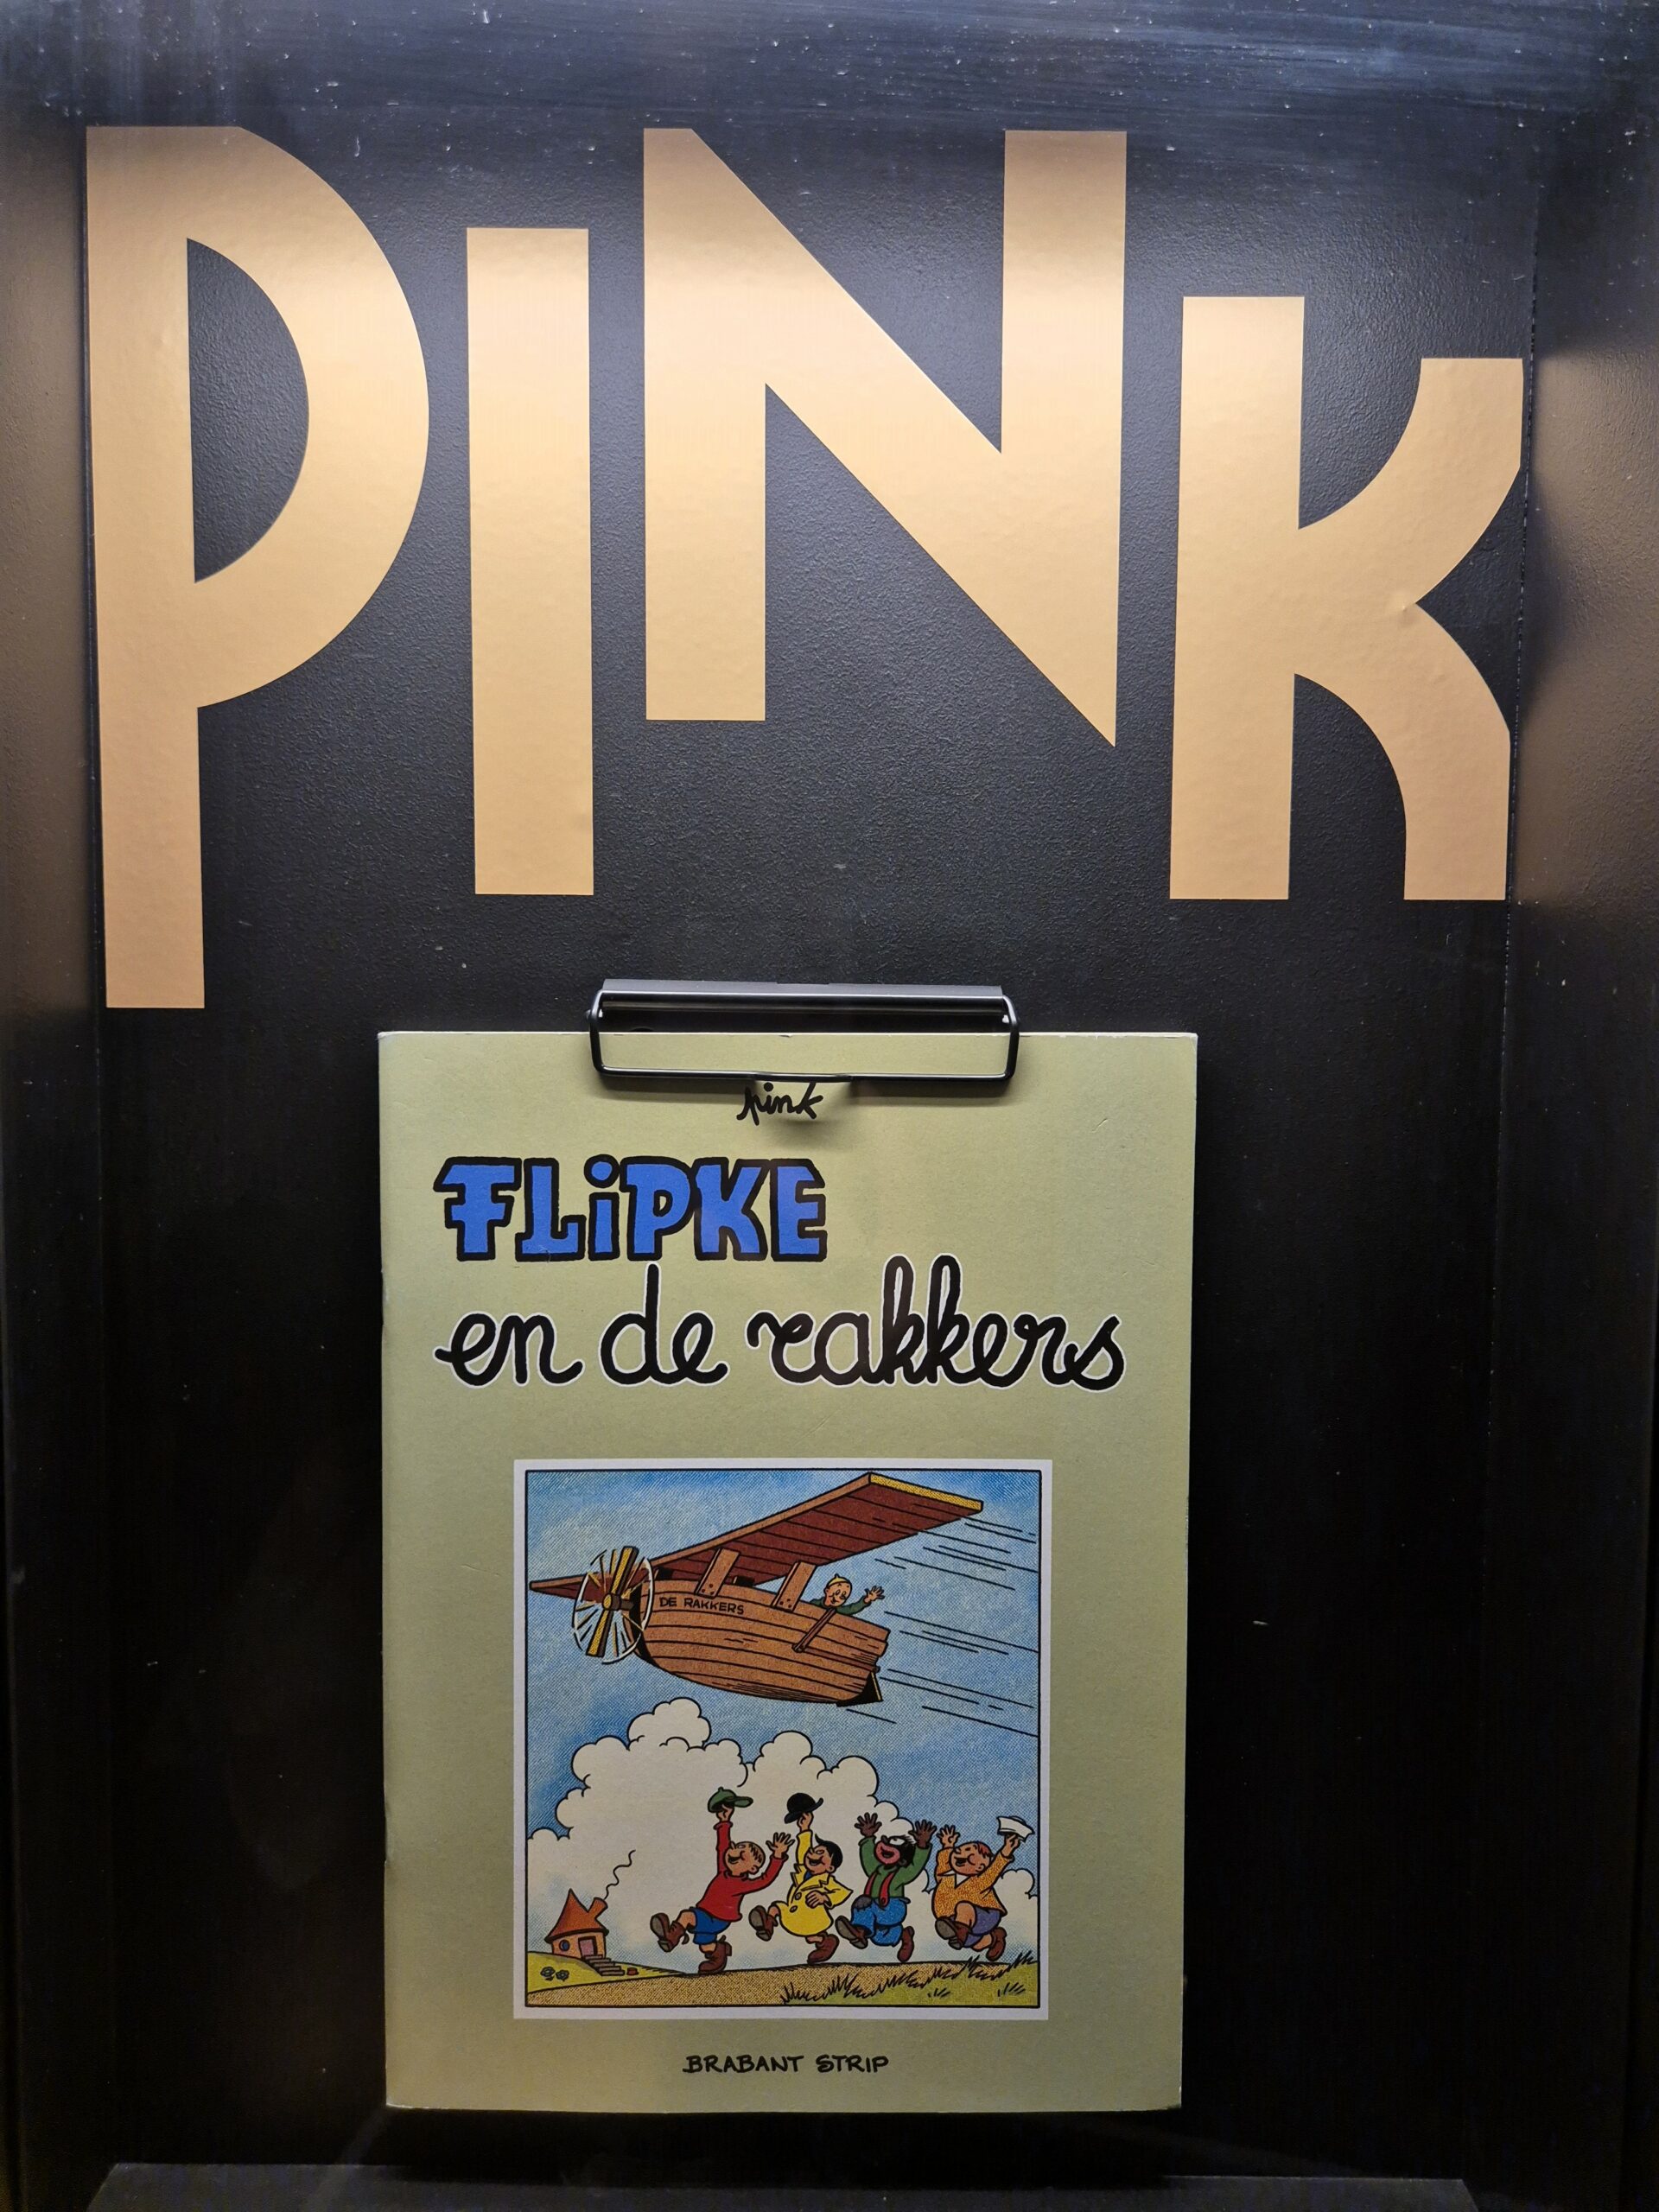 PINK
pink
FLiPKE
en de rakkers
DE RAKKERS
BRABANT STRIP